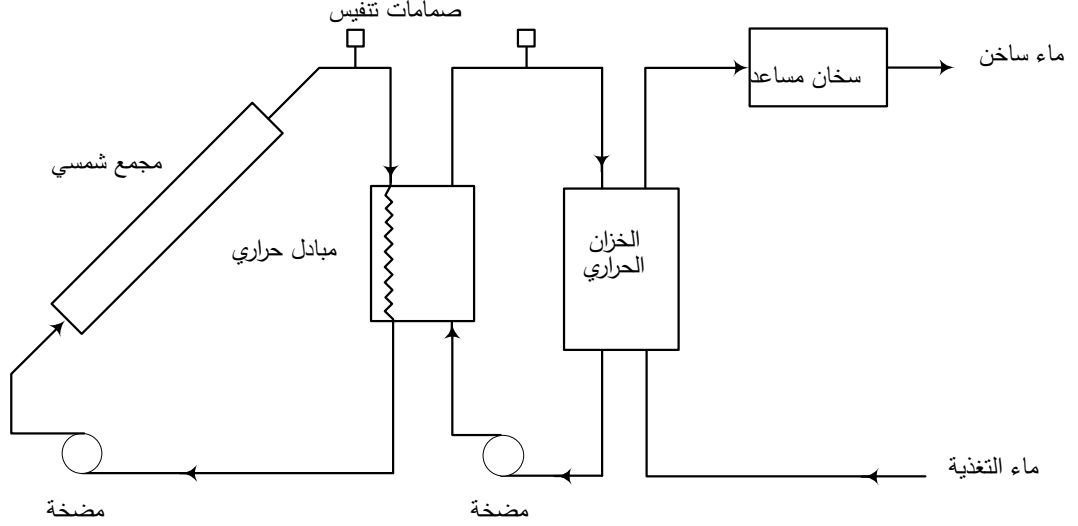 صمامات تنفيس
ماء ساخن
سخان مساعد
مجمع شمسي
مبادل حراري
الخزان
الحراري
ماء التغذية
مضخة
مضخة